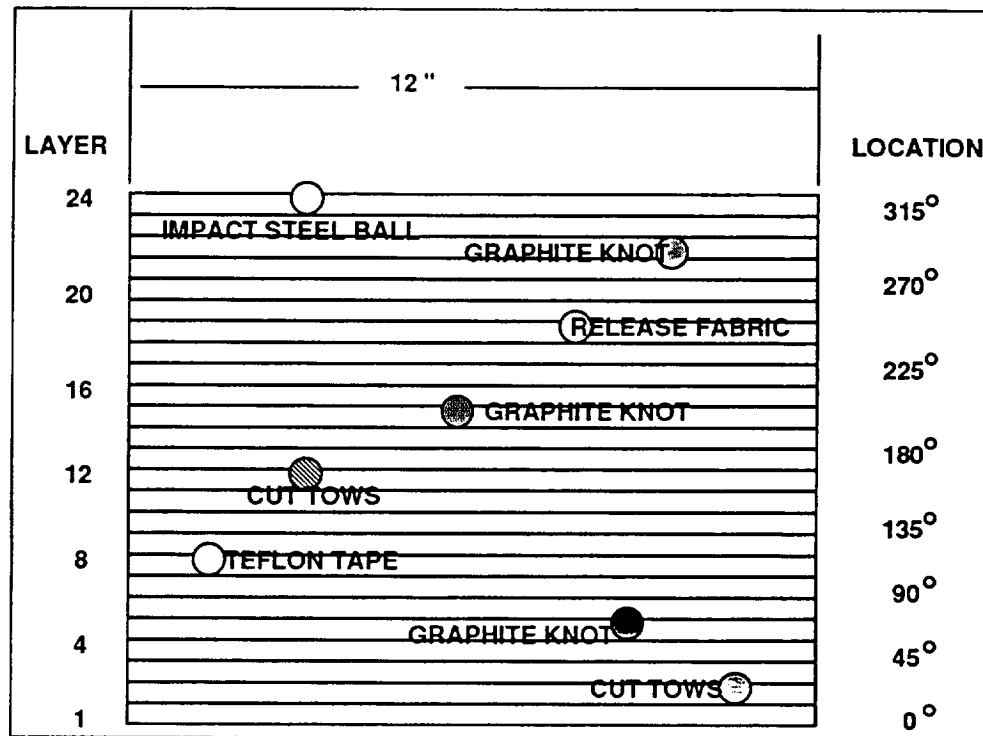 12 "
LAYER
LOCATION
24
315°
IMPACT STEEL BALL
GRAPHITE KNOT
270°
20
RELEASE FABRIC
225°
16
GRAPHITE KNOT
180°
12
CUT TOWS
135°
8
TEFLON TAPE
90°
GRAPHITE KNOT
4
45°
CUT TOWS
1
0°